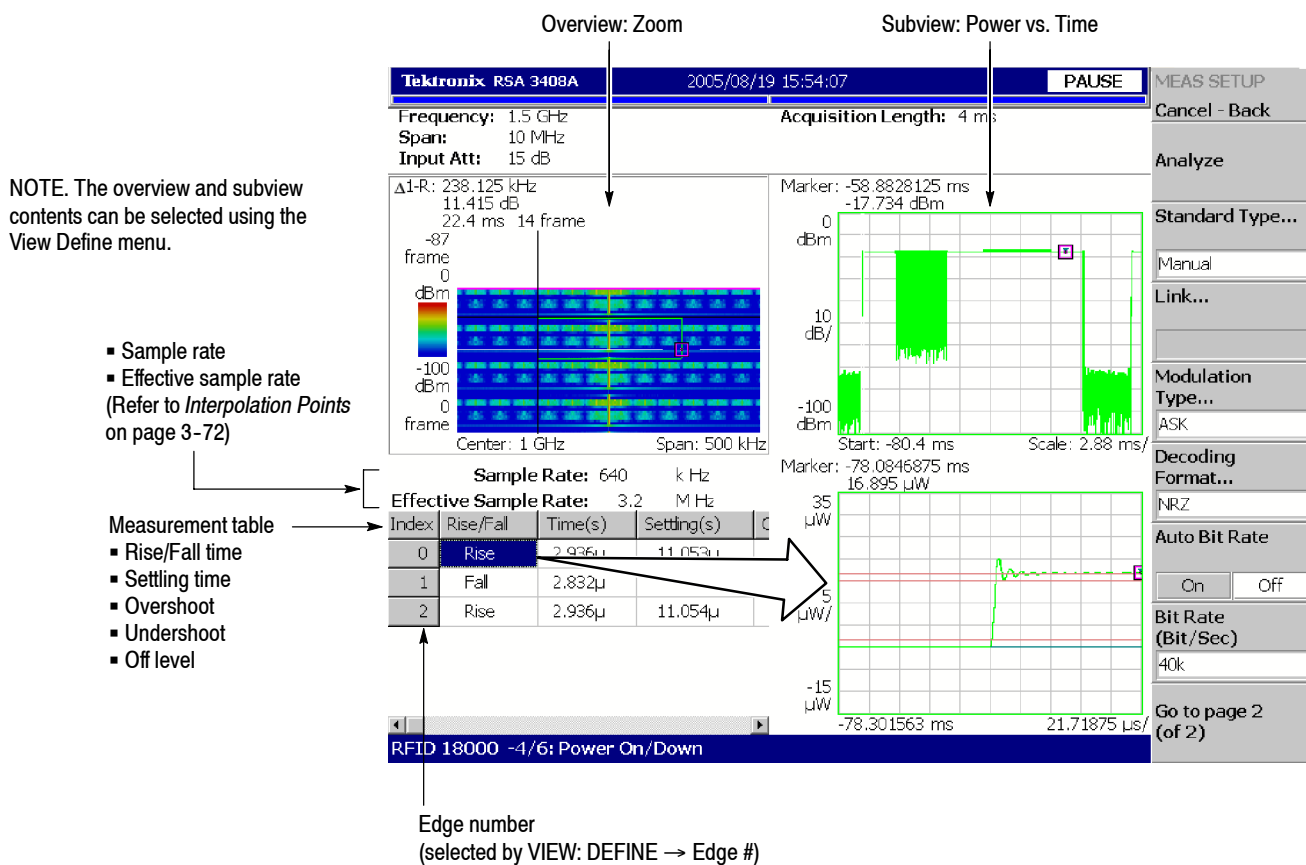 Overview: Zoom
Subview: Power vs. Time
Tektronix RSA 3408A
2005/08/19 15:54:07
PAUSE
Frequency: 1.5 GHz
Span: 10 MHz
Input Att: 15 dB
Acquisition Length: 4 ms
NOTE. The overview and subview
contents can be selected using the
View Define menu.
Δ1-R: 238.125 kHz
11.415 dB
22.4 ms 14 frame
-87
frame
0
dBm
-100
dBm
0
frame
Center: 1 GHz
Span: 500 kHz
Marker: -58.8828125 ms
-17.734 dBm
0
dBm
10
dB/
-100
dBm
Start: -80.4 ms
Scale: 2.88 ms/
▪ Sample rate
▪ Effective sample rate
(Refer to Interpolation Points
on page 3-72)
Sample Rate: 640 k Hz
Effective Sample Rate: 3.2 M Hz
Measurement table
▪ Rise/Fall time
▪ Settling time
▪ Overshoot
▪ Undershoot
▪ Off level
Index Rise/Fall Time(s) Settling(s)
0 Rise 2.936µ 11.053µ
1 Fall 2.832µ
2 Rise 2.936µ 11.054µ
Marker: -78.0846875 ms
16.895 µW
35
µW
5
µW/
-15
µW
-78.301563 ms
21.71875 µs/
RFID 18000 -4/6: Power On/Down
MEAS SETUP
Cancel - Back
Analyze
Standard Type...
Manual
Link...
Modulation
Type...
ASK
Decoding
Format...
NRZ
Auto Bit Rate
On Off
Bit Rate
(Bit/Sec)
40k
Go to page 2
(of 2)
Edge number
(selected by VIEW: DEFINE → Edge #)